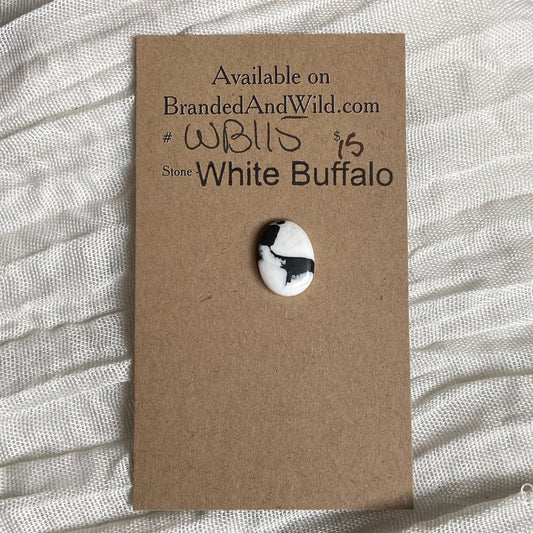 Available on
BrandedAndWild.com
# WB115 $15
Stone: White Buffalo